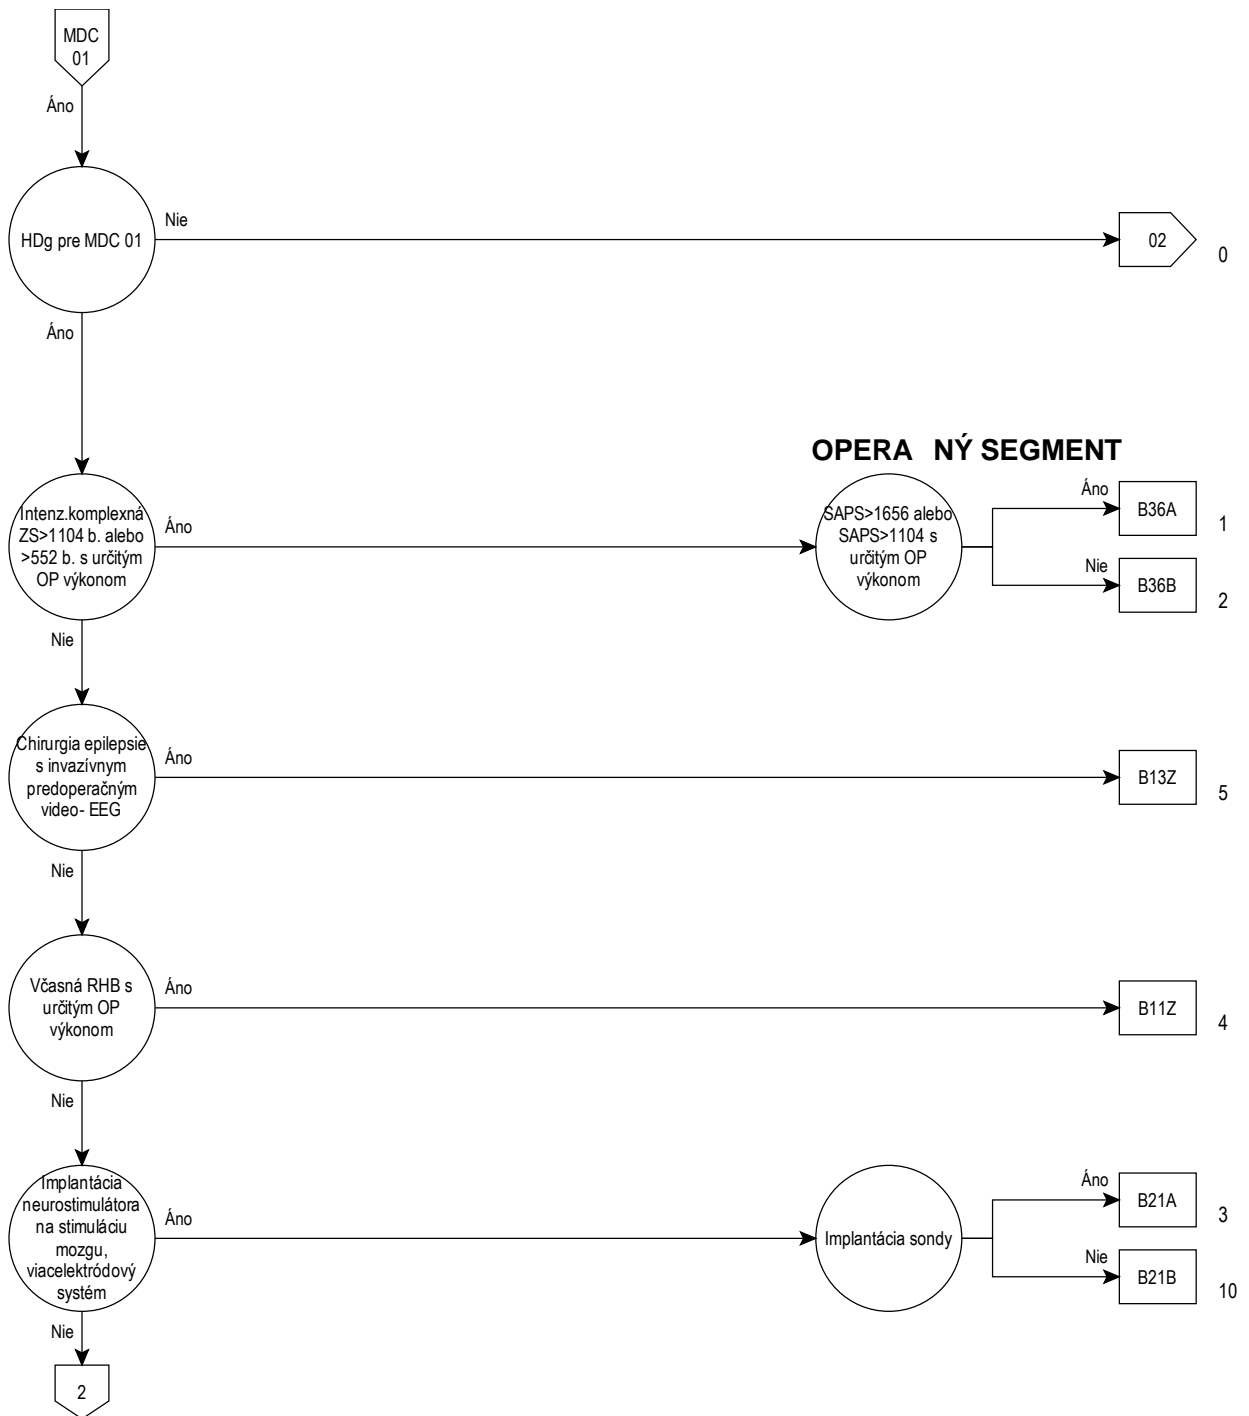 MDC
01
Áno
HDg pre MDC 01
Nie
02
0
Áno
OPERA NÝ SEGMENT
Intenz.komplexná
ZS>1104 b. alebo
>552 b. s určitým
OP výkonom
Áno
SAPS>1656 alebo
SAPS>1104 s
určitým OP
výkonom
Áno
B36A
1
Nie
B36B
2
Nie
Chirurgia epilepsie
s invazívnym
predoperačným
video- EEG
Áno
B13Z
5
Nie
Včasná RHB s
určitým OP
výkonom
Áno
B11Z
4
Nie
Implantácia
neurostimulátora
na stimuláciu
mozgu,
viacelektródový
systém
Áno
Implantácia sondy
Áno
B21A
3
Nie
B21B
10
Nie
2